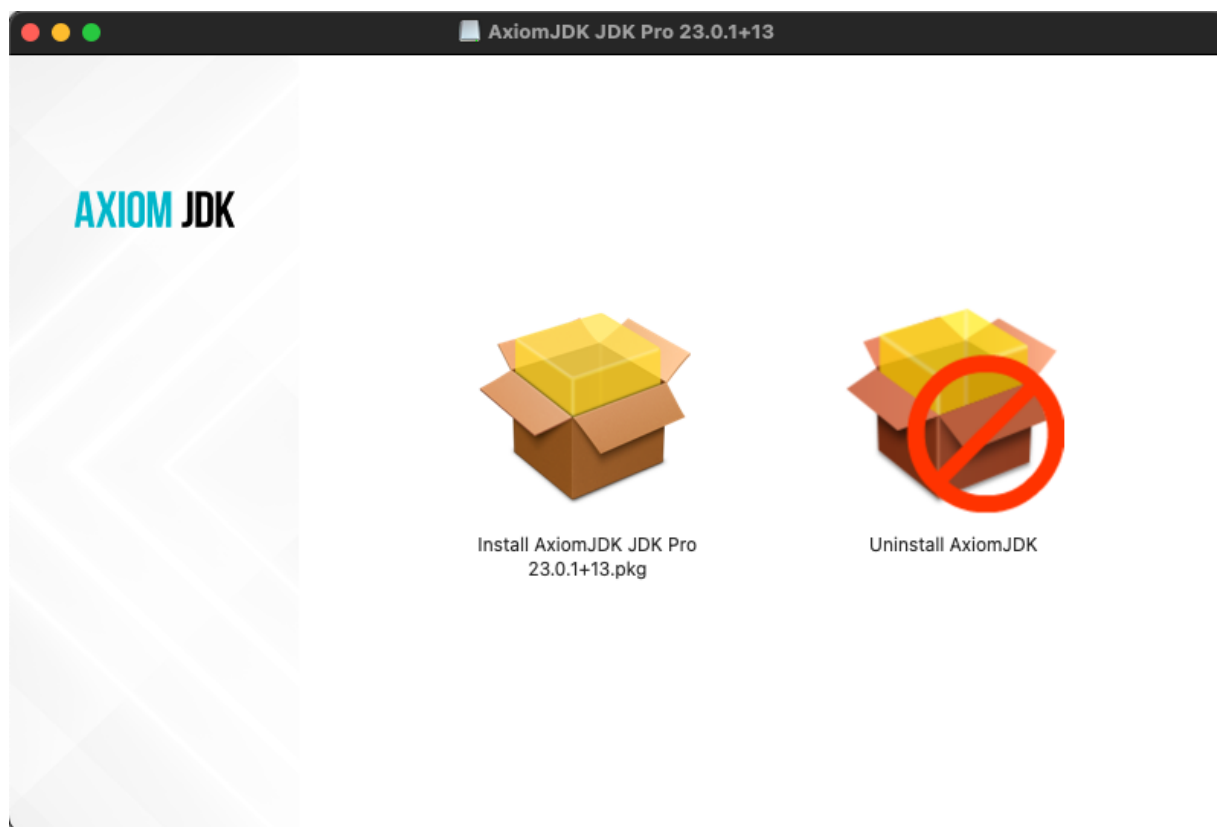 AxiomJDK JDK Pro 23.0.1+13
AXIOM JDK
Install AxiomJDK JDK Pro
23.0.1+13.pkg
Uninstall AxiomJDK